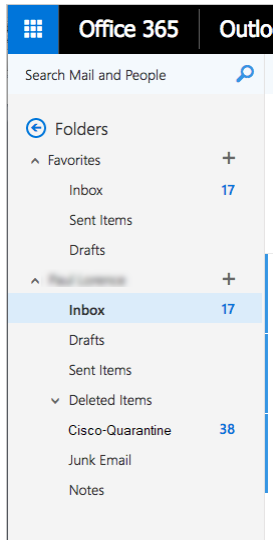 Office 365 Outlo
Search Mail and People
Folders
Favorites +
Inbox 17
Sent Items
Drafts
+
Inbox 17
Drafts
Sent Items
Deleted Items
Cisco-Quarantine 38
Junk Email
Notes